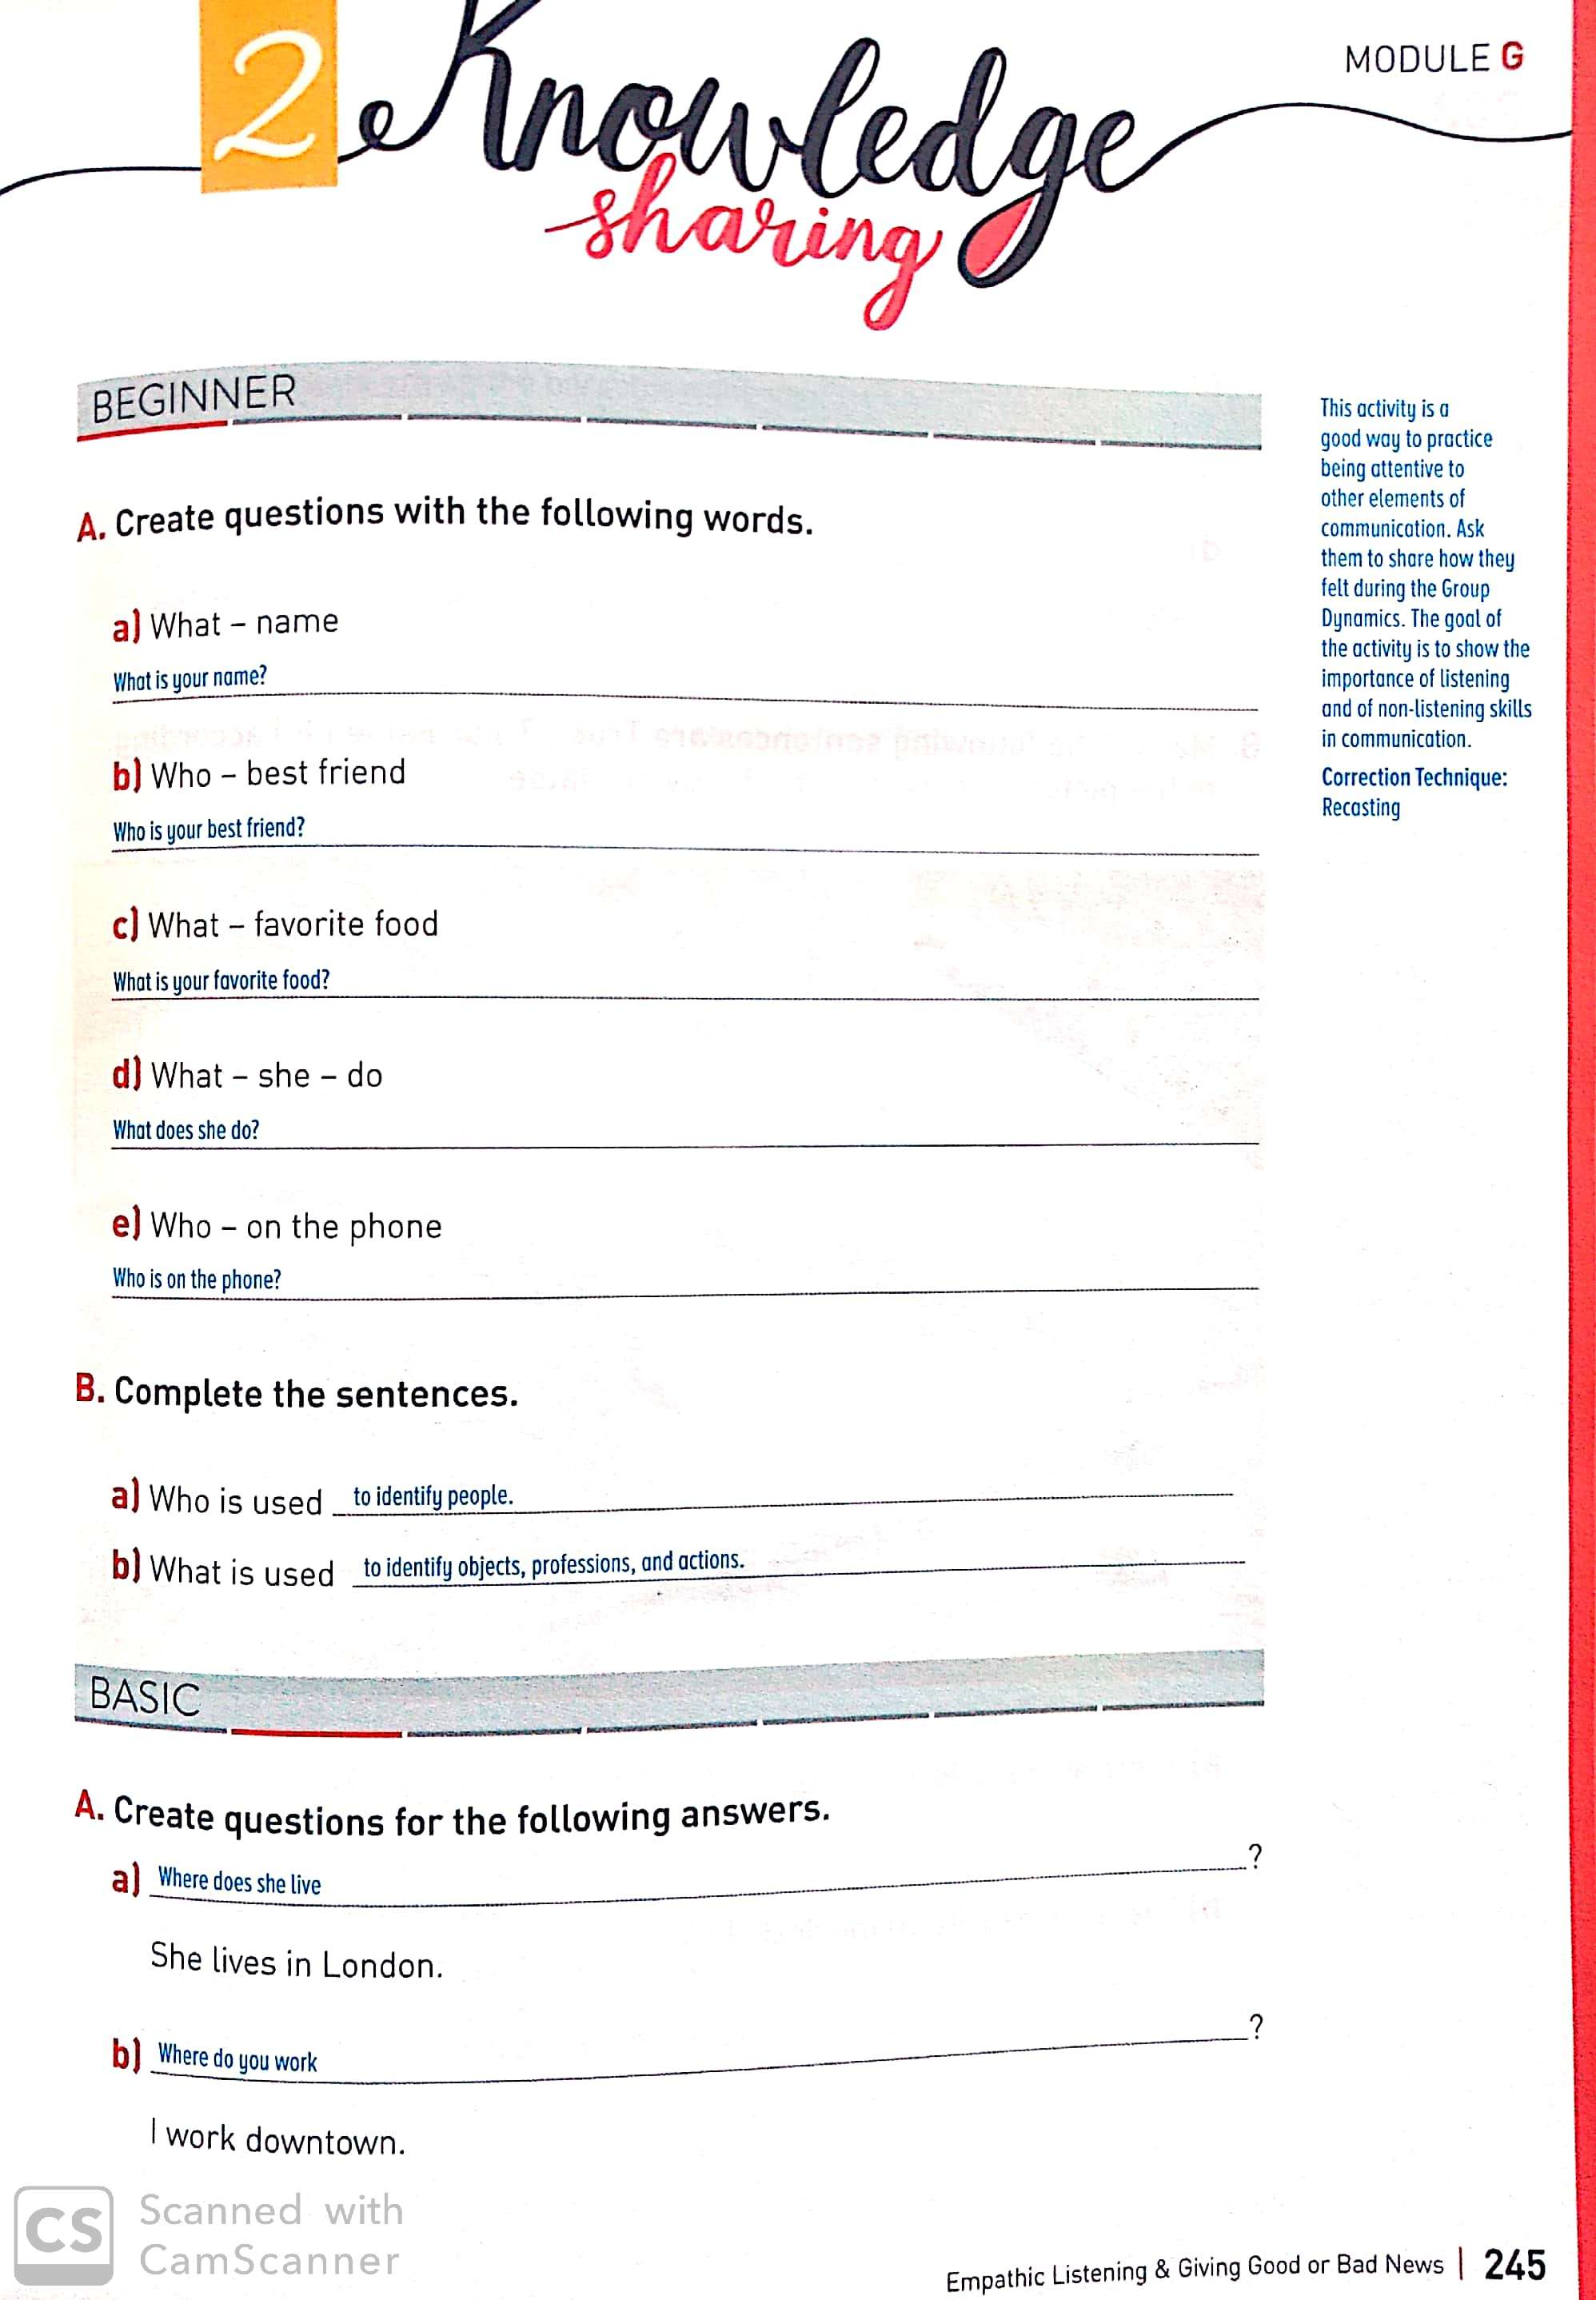 2 Knowledge
sharing
MODULE G
BEGINNER
A. Create questions with the following words.
a) What – name
What is your name?
b) Who – best friend
Who is your best friend?
c) What – favorite food
What is your favorite food?
d) What – she – do
What does she do?
e) Who – on the phone
Who is on the phone?
B. Complete the sentences.
a) Who is used to identify people.
b) What is used to identify objects, professions, and actions.
BASIC
A. Create questions for the following answers.
a) Where does she live ?
She lives in London.
b) Where do you work ?
I work downtown.
This activity is a
good way to practice
being attentive to
other elements of
communication. Ask
them to share how they
felt during the Group
Dynamics. The goal of
the activity is to show the
importance of listening
and of non-listening skills
in communication.
Correction Technique:
Recasting
CS Scanned with
CamScanner
Empathic Listening & Giving Good or Bad News | 245